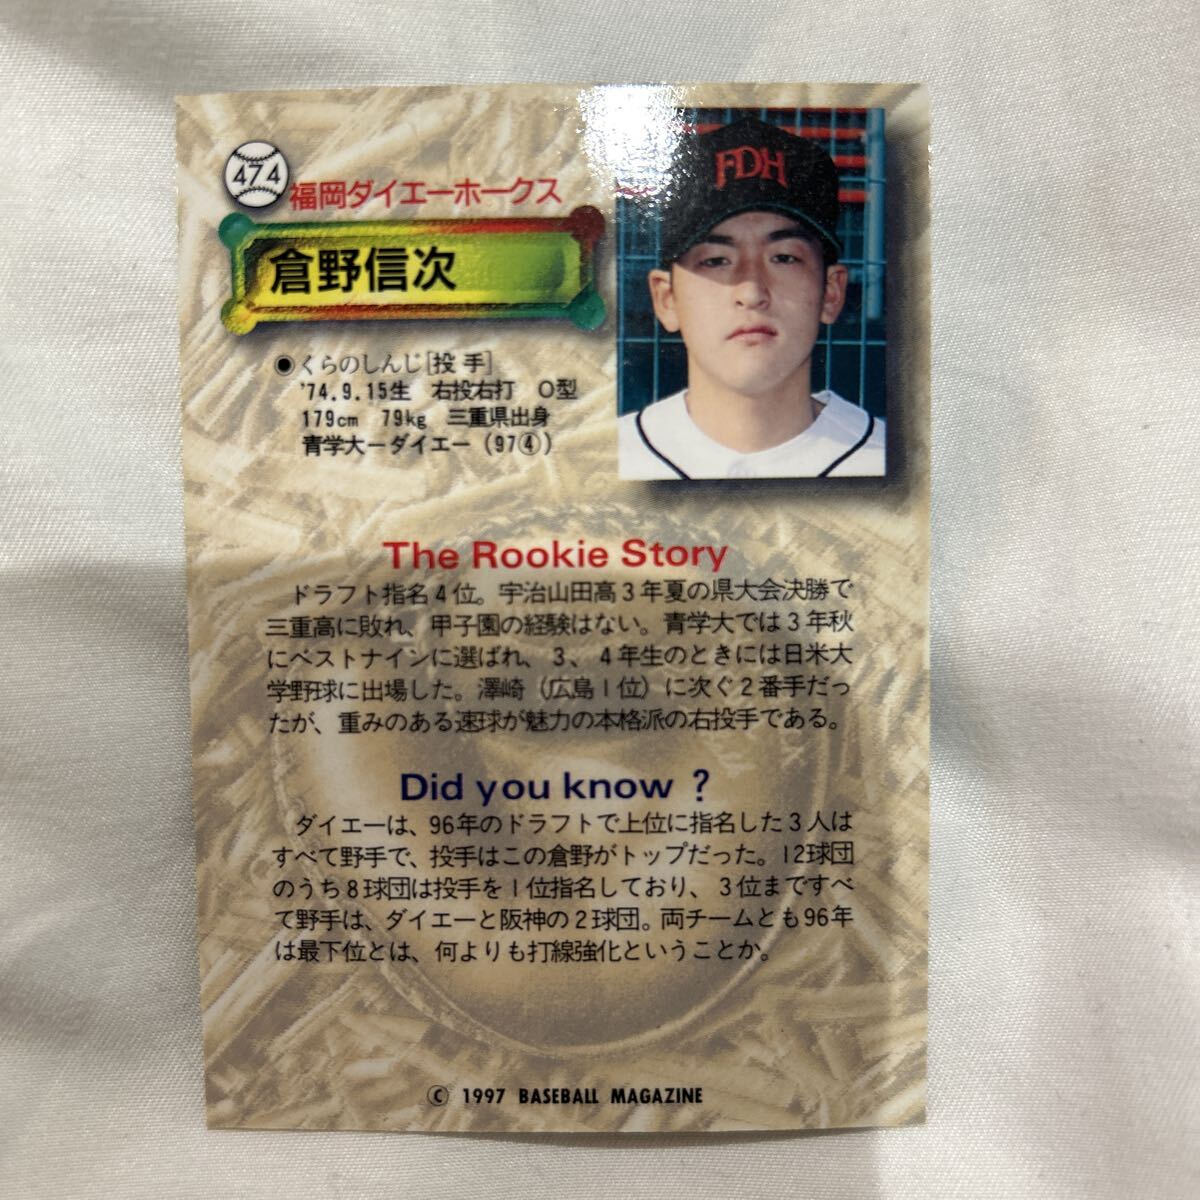 474
福岡ダイエーホークス
FDH
倉野信次
●くらのしんじ[投手]
'74.9.15生 右投右打 O型
179cm 79kg 三重県出身
青学大ーダイエー（97④）
The Rookie Story
ドラフト指名4位。宇治山田高3年夏の県大会決勝で
三重高に敗れ、甲子園の経験はない。青学大では3年秋
にベストナインに選ばれ、3、4年生のときには日米大
学野球に出場した。澤崎（広島1位）に次ぐ2番手だっ
たが、重みのある速球が魅力の本格派の右投手である。
Did you know ?
ダイエーは、96年のドラフトで上位に指名した3人は
すべて野手で、投手はこの倉野がトップだった。12球団
のうち8球団は投手を1位指名しており、3位まですべ
て野手は、ダイエーと阪神の2球団。両チームとも96年
は最下位とは、何よりも打線強化ということか。
© 1997 BASEBALL MAGAZINE